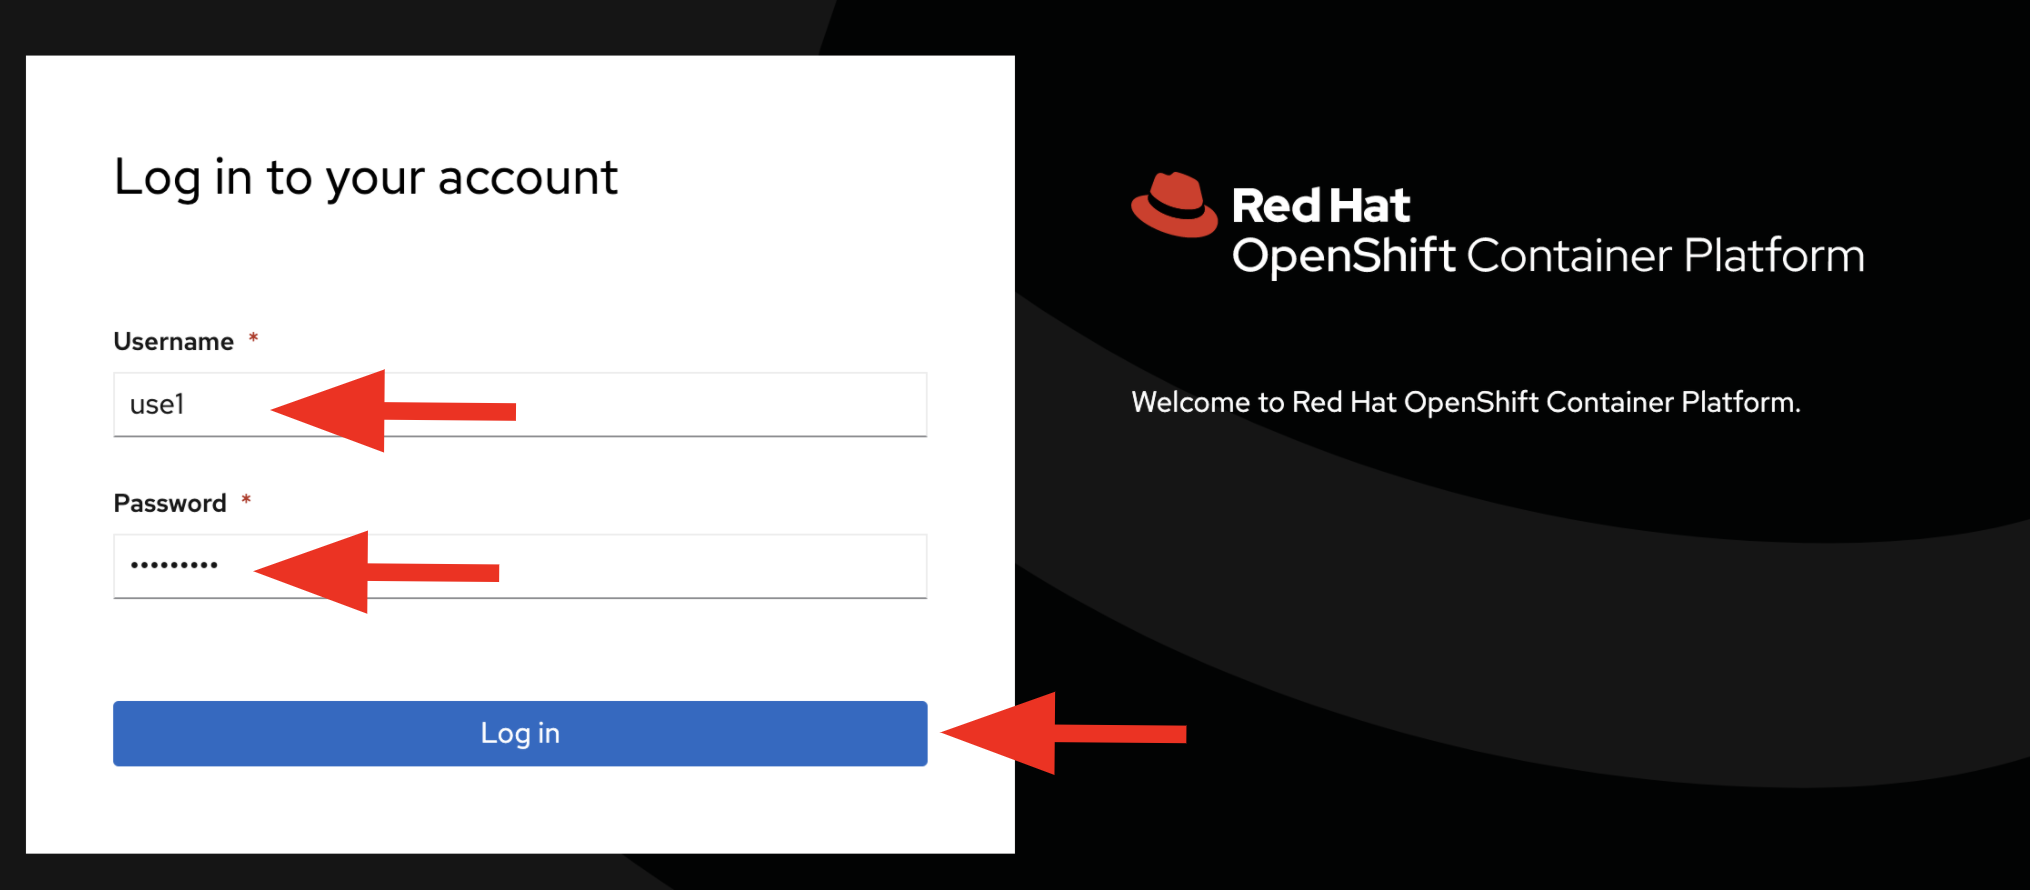 Log in to your account
Username *
use1
Password *
•••••••••
Log in
Red Hat
OpenShift Container Platform
Welcome to Red Hat OpenShift Container Platform.